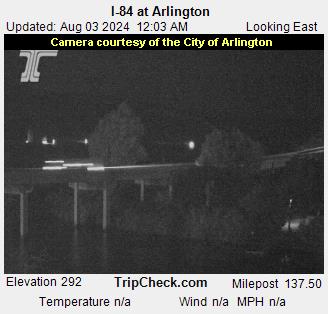 I-84 at Arlington
Updated: Aug 03 2024 12:03 AM Looking East
Camera courtesy of the City of Arlington
Elevation 292 TripCheck.com Milepost 137.50
Temperature n/a Wind n/a MPH n/a